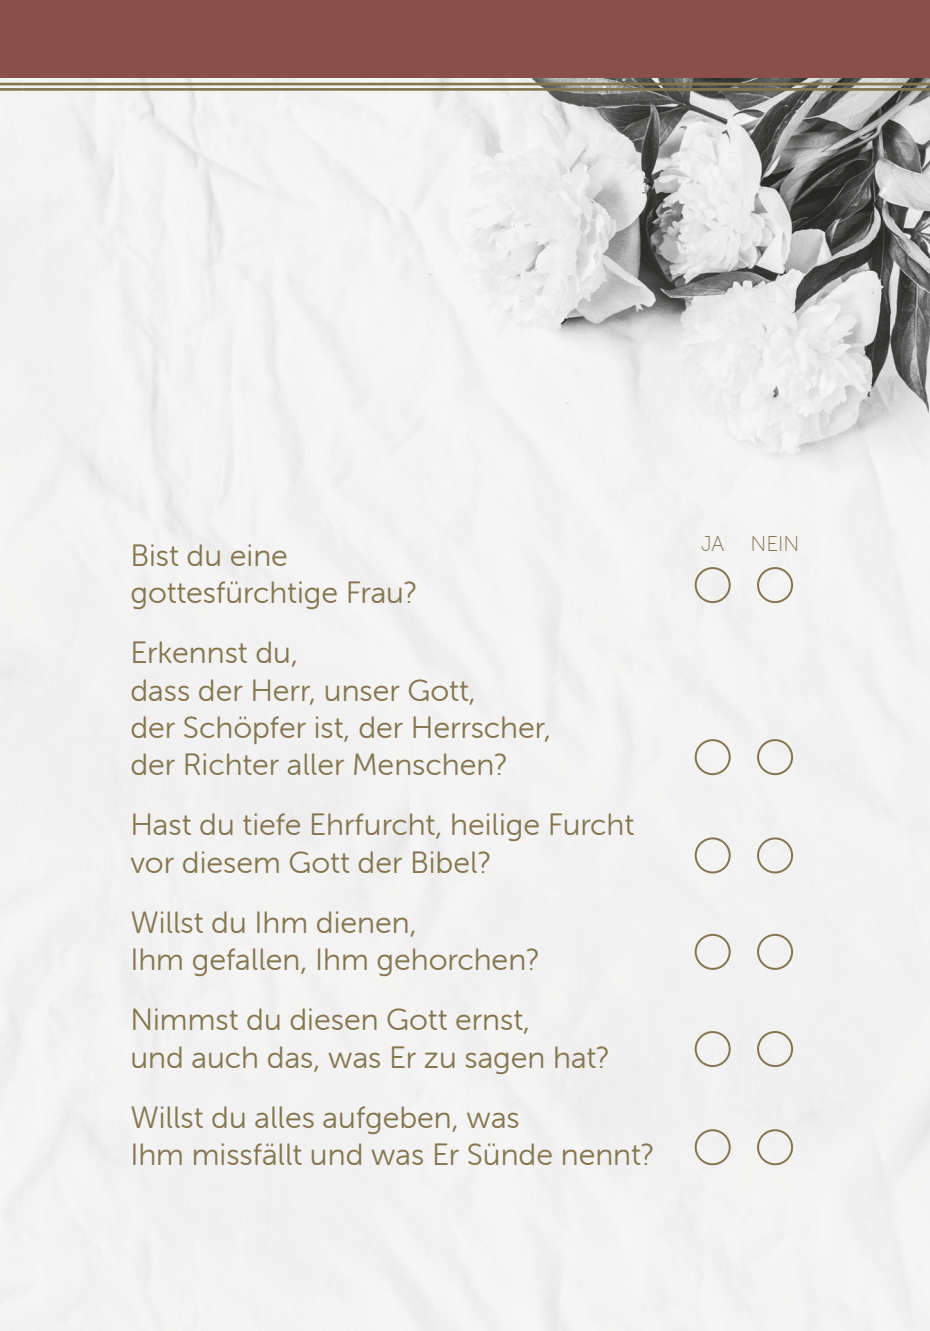 JA NEIN
Bist du eine
gottesfürchtige Frau?
Erkennst du,
dass der Herr, unser Gott,
der Schöpfer ist, der Herrscher,
der Richter aller Menschen?
Hast du tiefe Ehrfurcht, heilige Furcht
vor diesem Gott der Bibel?
Willst du Ihm dienen,
Ihm gefallen, Ihm gehorchen?
Nimmst du diesen Gott ernst,
und auch das, was Er zu sagen hat?
Willst du alles aufgeben, was
Ihm missfällt und was Er Sünde nennt?